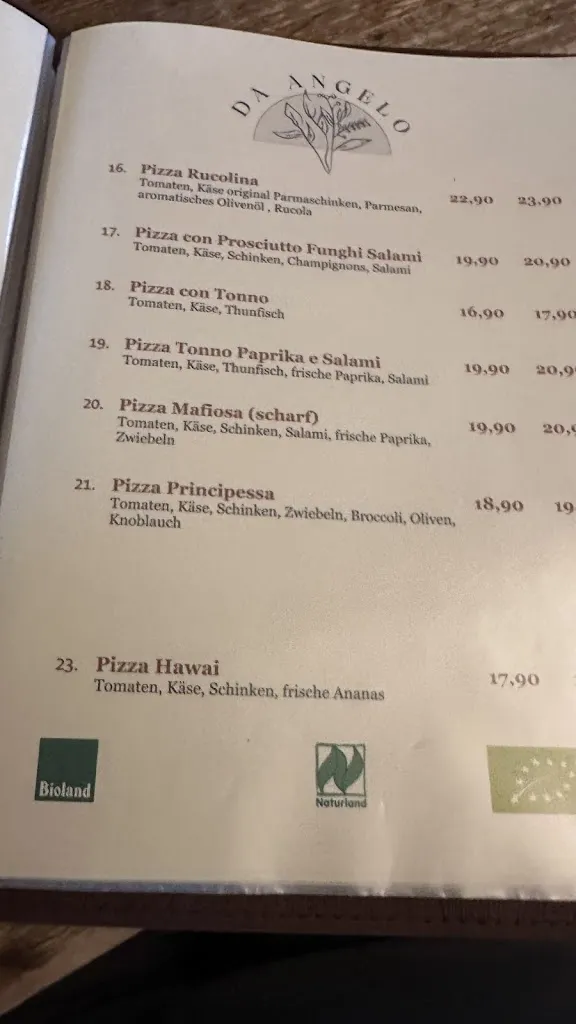 DA ANGELO
16. Pizza Rucolina 22,90 23,90
Tomaten, Käse original Parmaschinken, Parmesan,
aromatisches Olivenöl , Rucola
17. Pizza con Prosciutto Funghi Salami 19,90 20,90
Tomaten, Käse, Schinken, Champignons, Salami
18. Pizza con Tonno 16,90 17,90
Tomaten, Käse, Thunfisch
19. Pizza Tonno Paprika e Salami 19,90 20,9
Tomaten, Käse, Thunfisch, frische Paprika, Salami
20. Pizza Mafiosa (scharf) 19,90 20,
Tomaten, Käse, Schinken, Salami, frische Paprika,
Zwiebeln
21. Pizza Principessa 18,90 19
Tomaten, Käse, Schinken, Zwiebeln, Broccoli, Oliven,
Knoblauch
23. Pizza Hawai 17,90
Tomaten, Käse, Schinken, frische Ananas
Bioland
Naturland